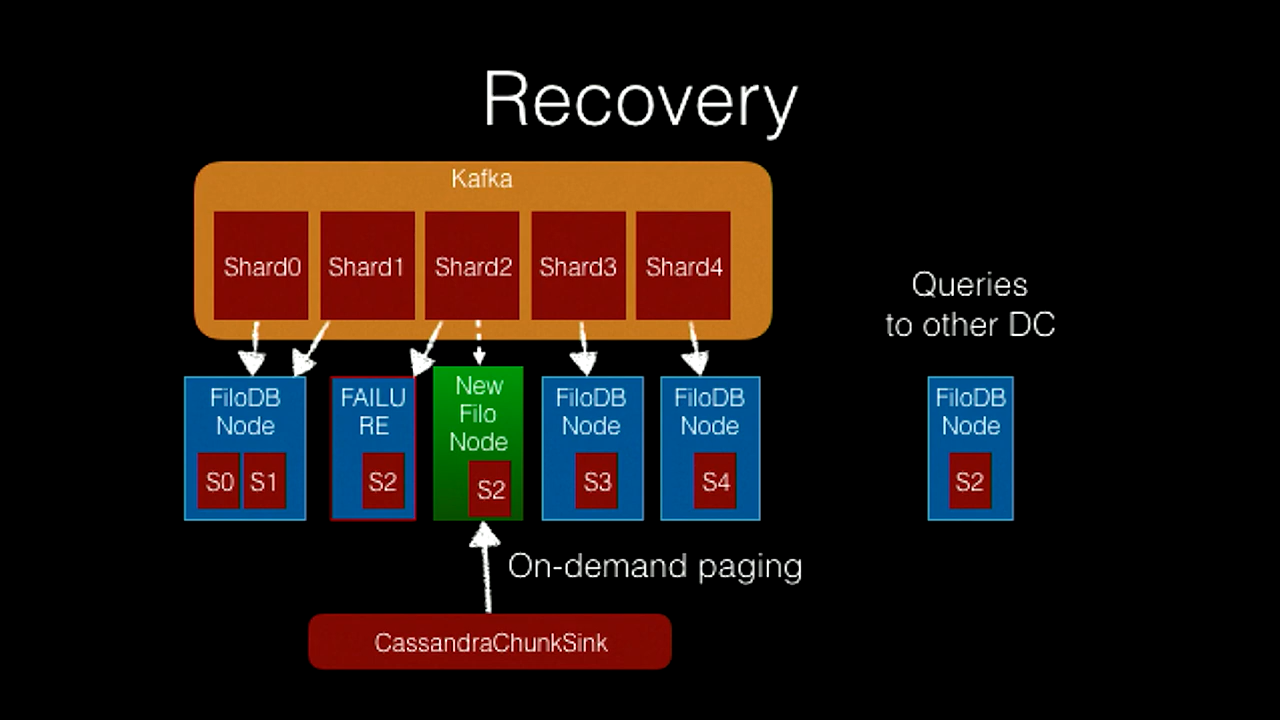 Recovery
Kafka
Shard0
Shard1
Shard2
Shard3
Shard4
Queries
to other DC
FiloDB
Node
S0
S1
FAILU
RE
S2
New
Filo
Node
S2
FiloDB
Node
S3
FiloDB
Node
S4
FiloDB
Node
S2
On-demand paging
CassandraChunkSink